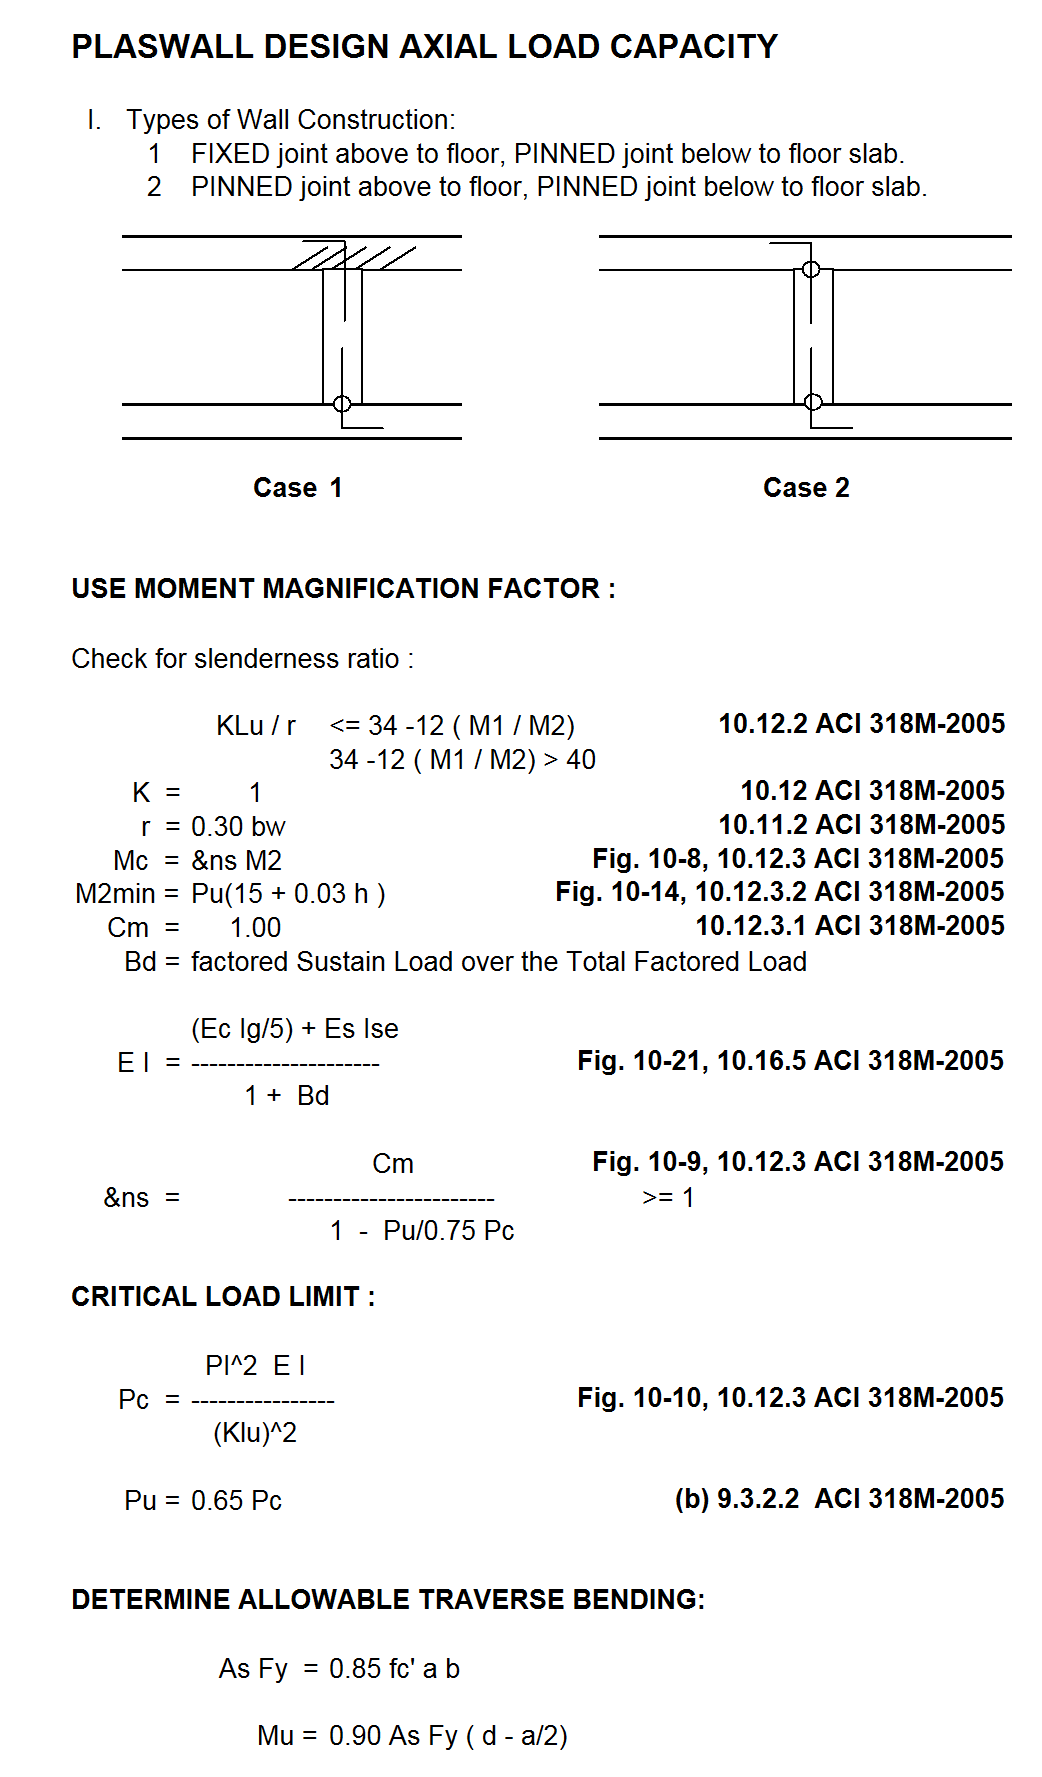 PLASWALL DESIGN AXIAL LOAD CAPACITY
I. Types of Wall Construction:
1 FIXED joint above to floor, PINNED joint below to floor slab.
2 PINNED joint above to floor, PINNED joint below to floor slab.
Case 1 Case 2
USE MOMENT MAGNIFICATION FACTOR :
Check for slenderness ratio :
KLu / r <= 34 -12 ( M1 / M2) 10.12.2 ACI 318M-2005
34 -12 ( M1 / M2) > 40
K = 1 10.12 ACI 318M-2005
r = 0.30 bw 10.11.2 ACI 318M-2005
Mc = &ns M2 Fig. 10-8, 10.12.3 ACI 318M-2005
M2min = Pu(15 + 0.03 h ) Fig. 10-14, 10.12.3.2 ACI 318M-2005
Cm = 1.00 10.12.3.1 ACI 318M-2005
Bd = factored Sustain Load over the Total Factored Load
(Ec Ig/5) + Es Ise
E I = --------------------- Fig. 10-21, 10.16.5 ACI 318M-2005
1 + Bd
Cm Fig. 10-9, 10.12.3 ACI 318M-2005
&ns = ----------------------- >= 1
1 - Pu/0.75 Pc
CRITICAL LOAD LIMIT :
PI^2 E I
Pc = ---------------- Fig. 10-10, 10.12.3 ACI 318M-2005
(Klu)^2
Pu = 0.65 Pc (b) 9.3.2.2 ACI 318M-2005
DETERMINE ALLOWABLE TRAVERSE BENDING:
As Fy = 0.85 fc' a b
Mu = 0.90 As Fy ( d - a/2)